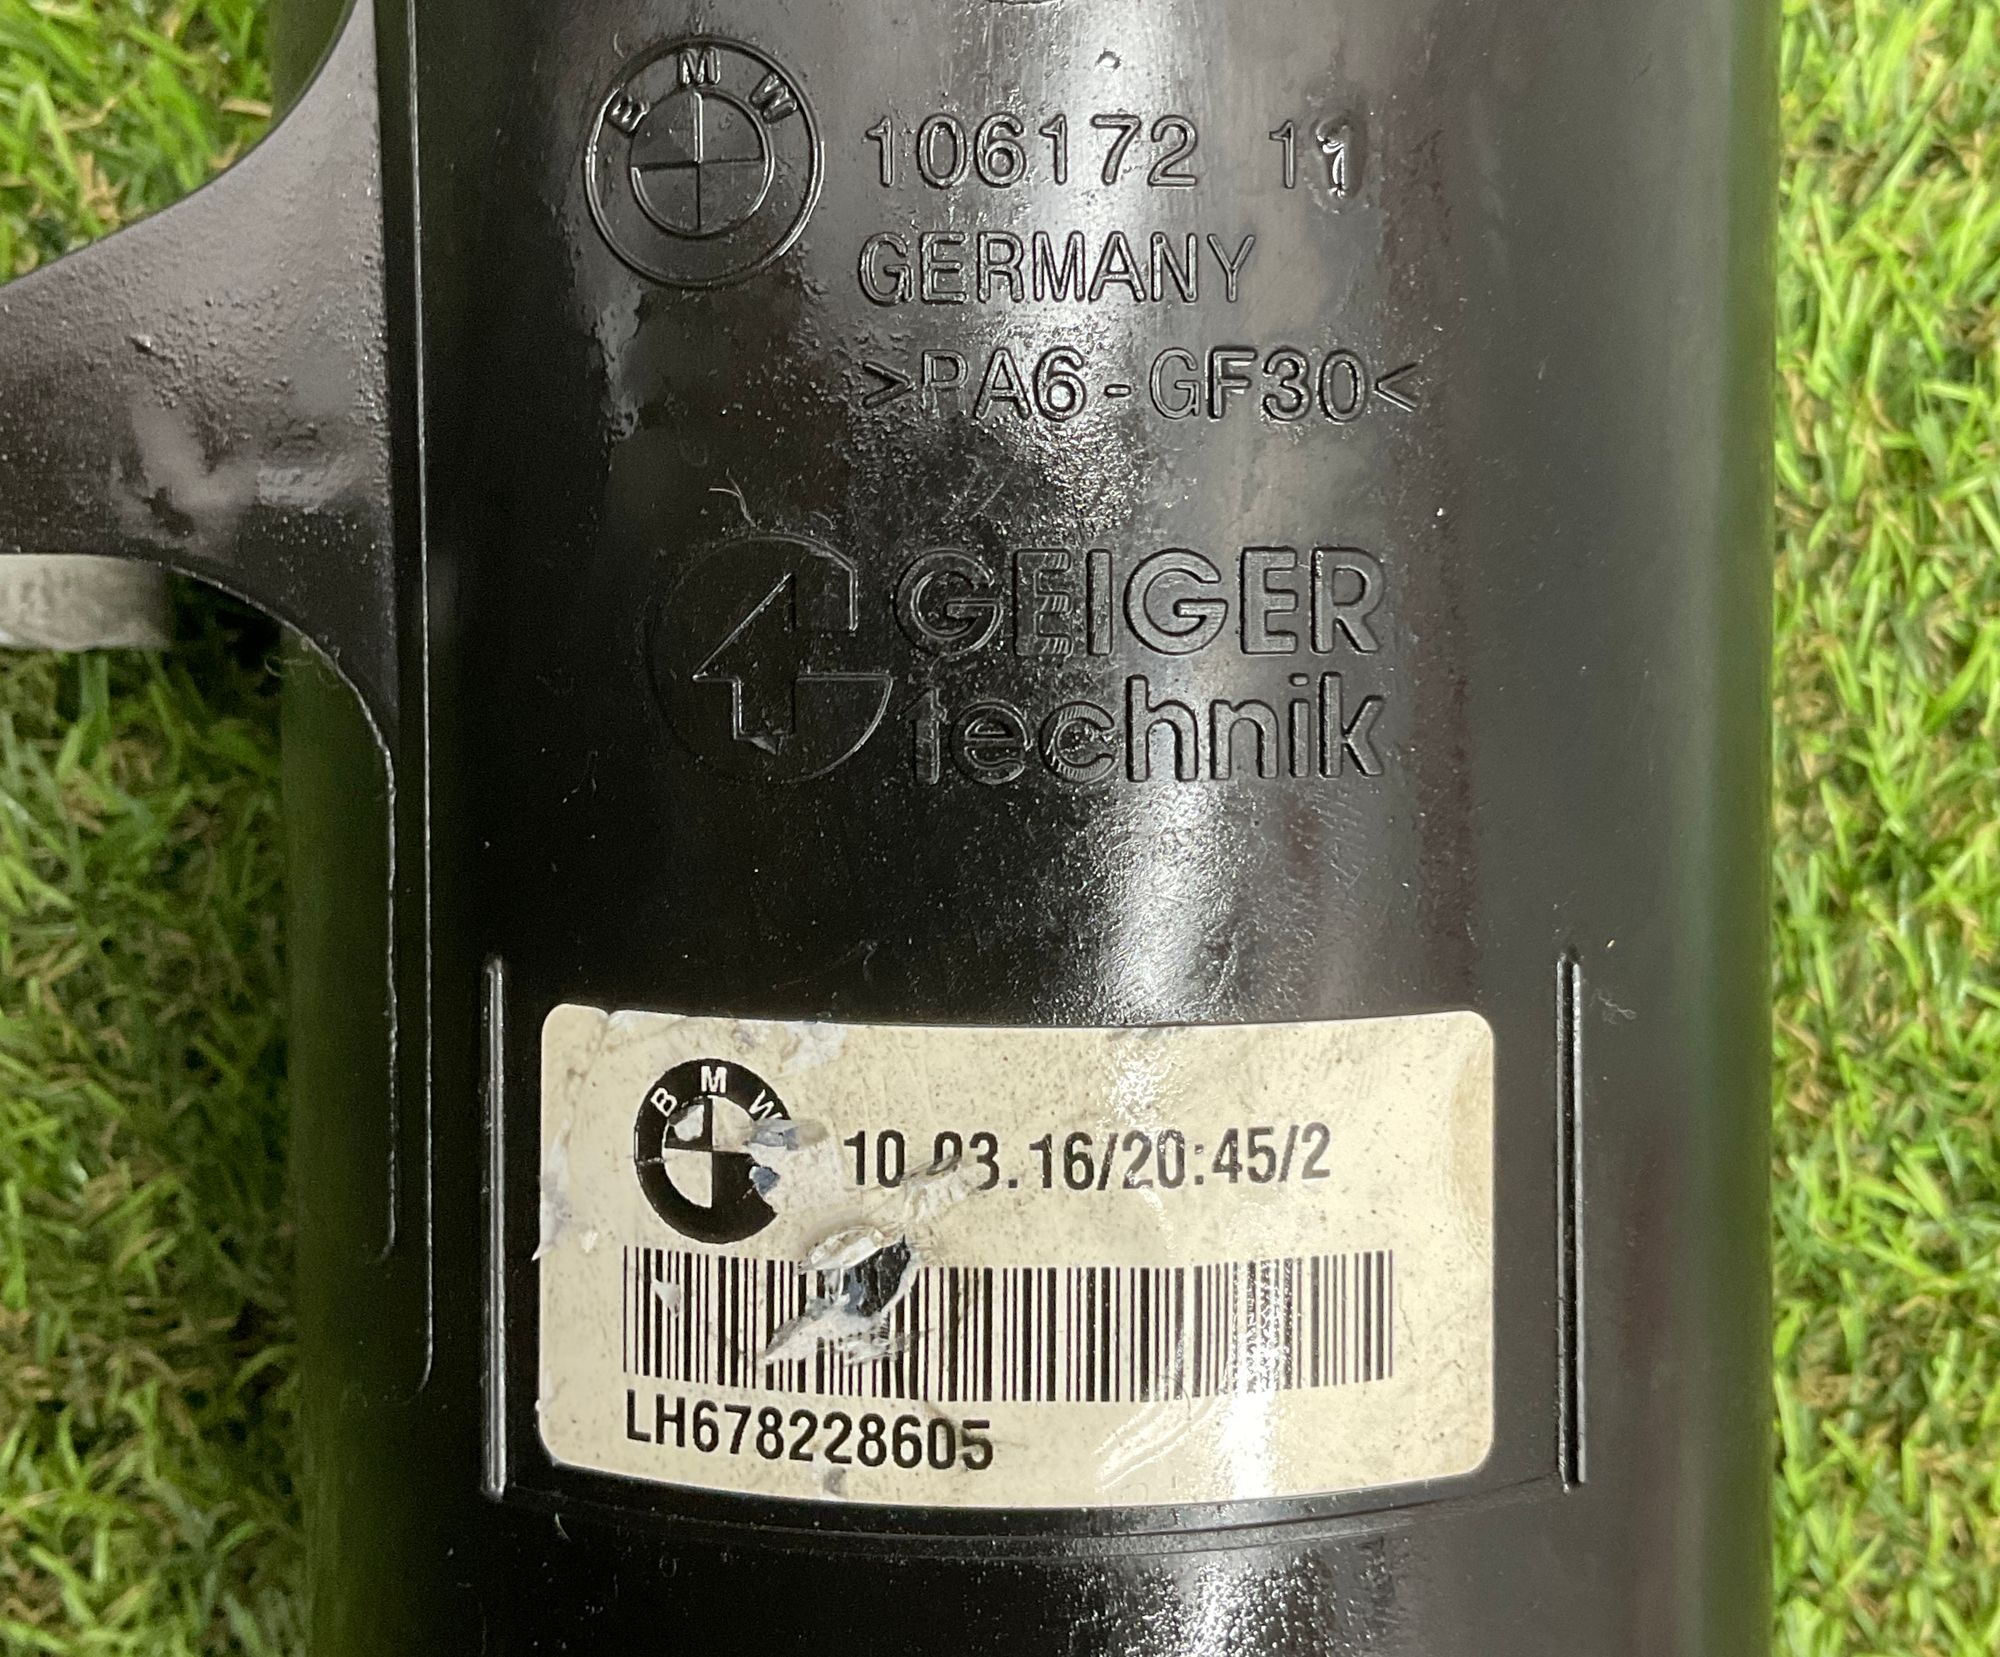 BMW
106172 11
GERMANY
>PA6-GF30<
GEIGER
technik
BMW
10.03.16/20:45/2
LH678228605